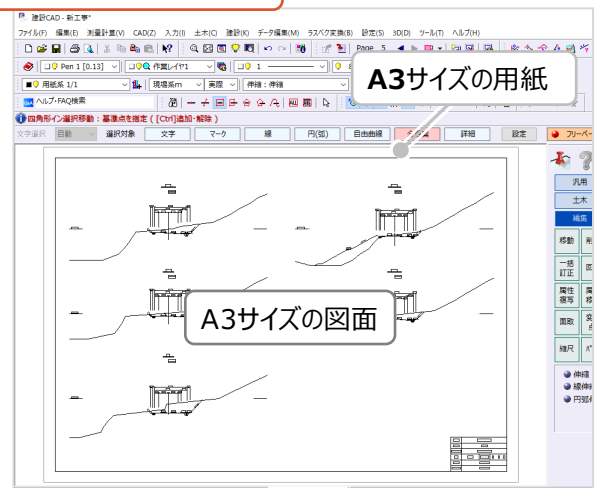 建設CAD - 新工事*
ファイル(F) 編集(E) 測量計算(V) CAD(Z) 入力(I) 土木(C) 建設(K) データ編集(M) ラスベク変換(B) 設定(S) 3D(D) ツール(T) ヘルプ(H)
Page 5
Pen 1 [0.13] 作業レイヤ1 1
用紙系 1/1 現場系m 実際 伸縮:伸縮
ヘルプ・FAQ検索
四角形イン選択移動:基準点を指定 ( [Ctrl]追加・解除 )
文字選択 自動 選択対象 文字 マーク 線 円(弧) 自由曲線 詳細 設定 フリー
A3サイズの用紙
A3サイズの図面
汎用
土木
編集
移動
一括訂正
属性複写
面取
縮尺
伸縮
線伸
円弧